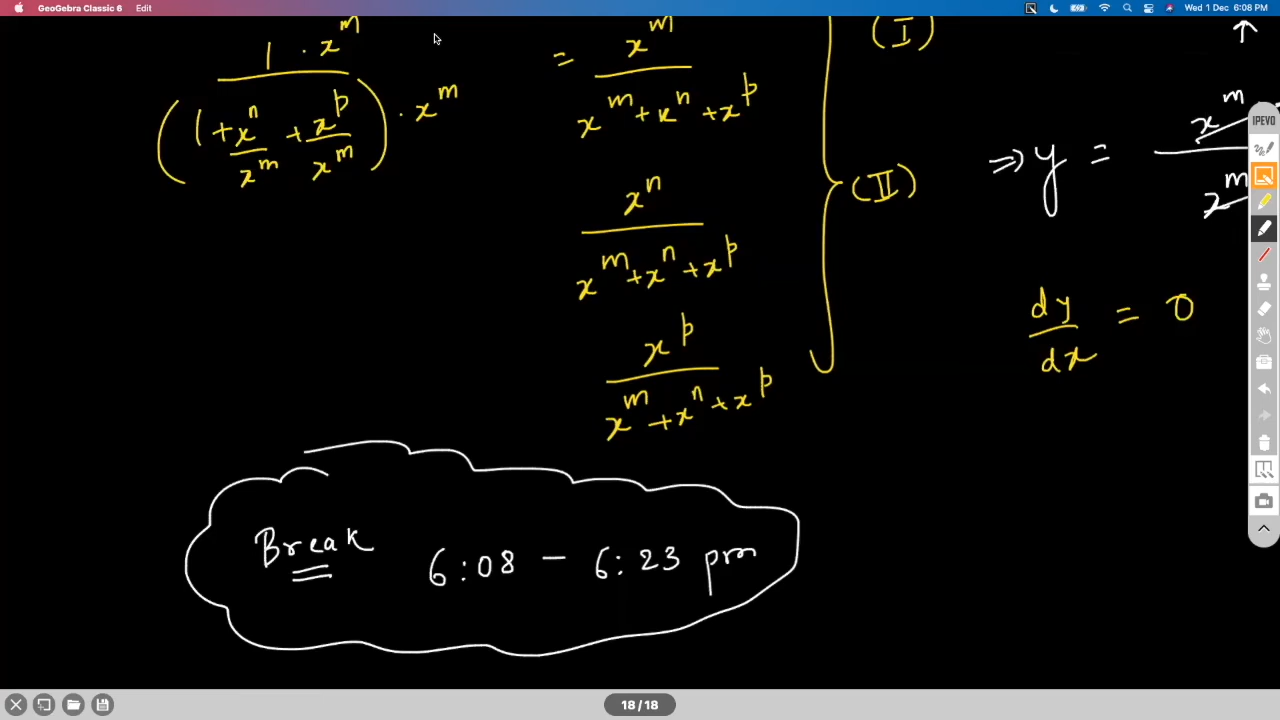 GeoGebra Classic 6 Edit Wed 1 Dec 6:08 PM
1 · x^m / ((1 + x^n/x^m + x^p/x^m) · x^m) = x^m / (x^m + x^n + x^p)
(I)
x^n / (x^m + x^n + x^p)
(II)
x^p / (x^m + x^n + x^p)
⇒ y = x^m / x^m
dy/dx = 0
Break 6:08 – 6:23 pm
IPEVO
18 / 18